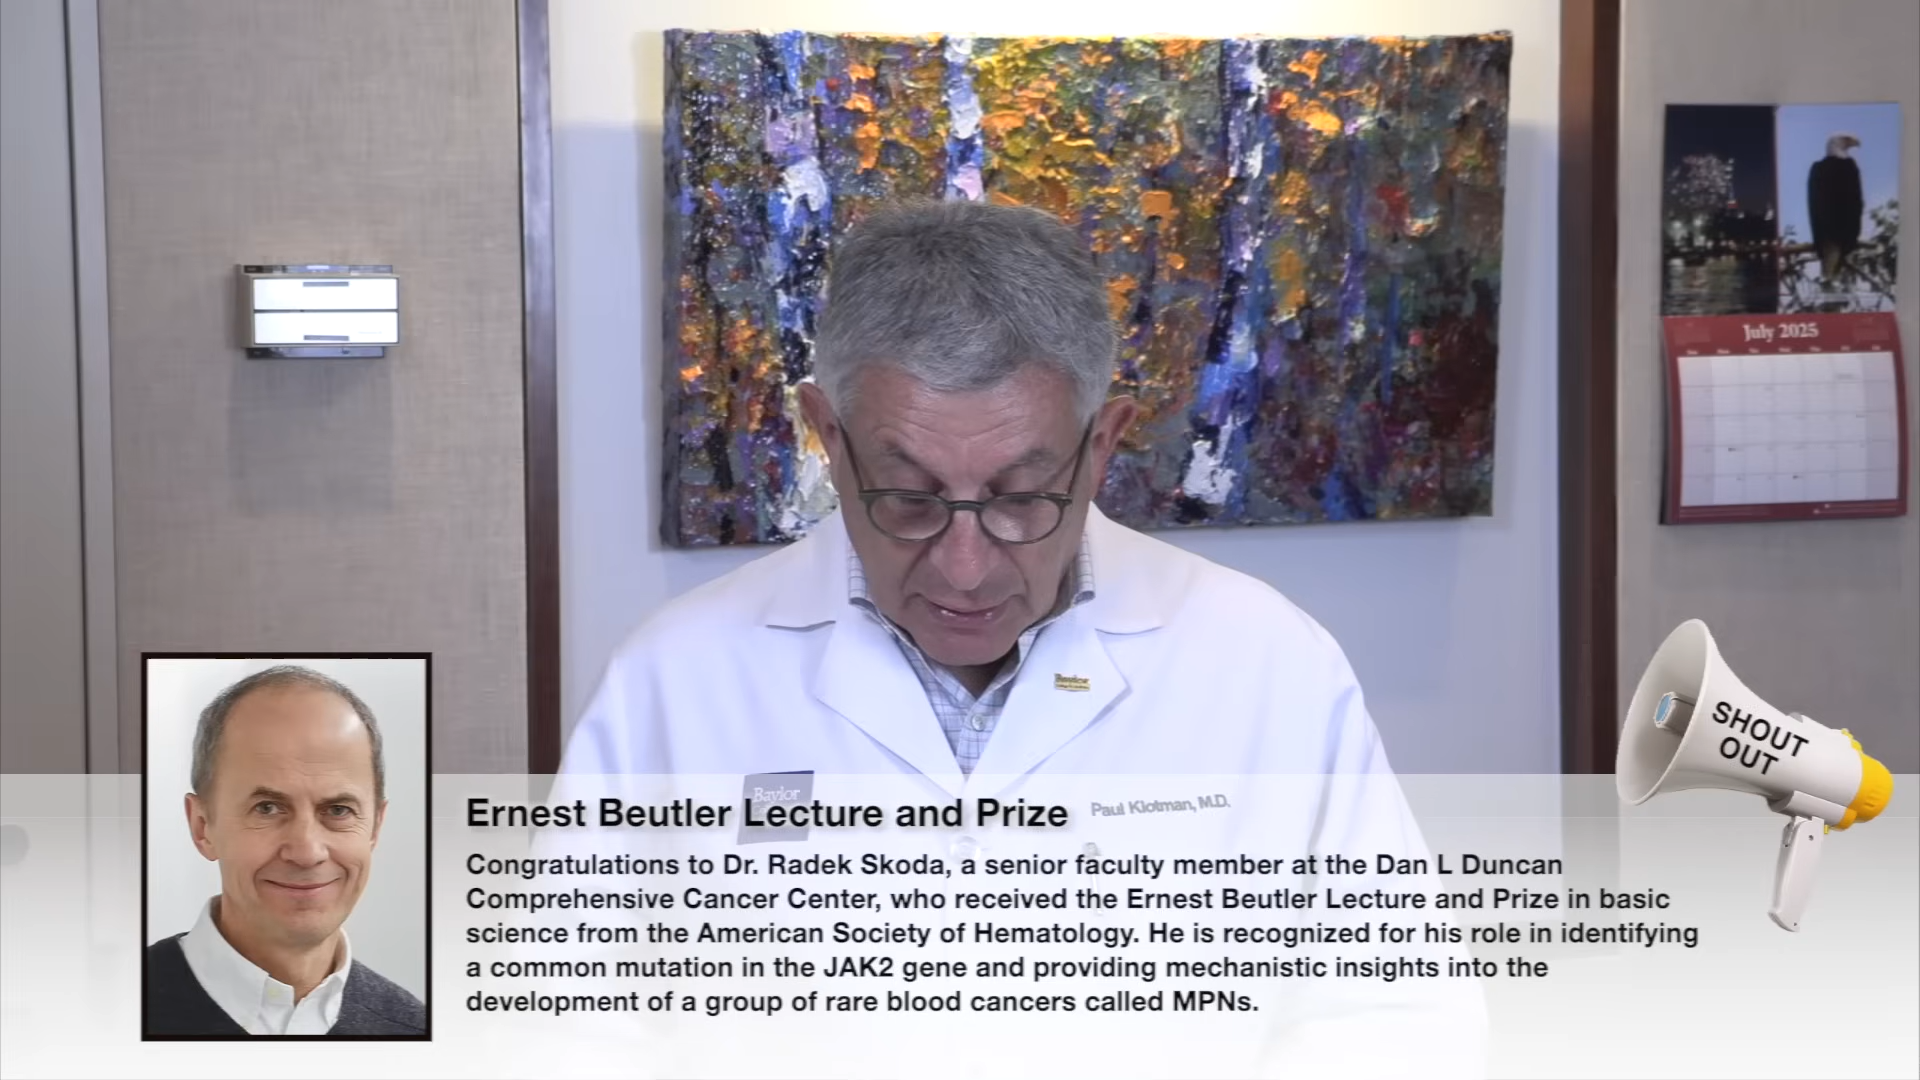 July 2025
SHOUT
OUT
Baylor
Baylor
Paul Klotman, M.D.
Ernest Beutler Lecture and Prize
Congratulations to Dr. Radek Skoda, a senior faculty member at the Dan L Duncan
Comprehensive Cancer Center, who received the Ernest Beutler Lecture and Prize in basic
science from the American Society of Hematology. He is recognized for his role in identifying
a common mutation in the JAK2 gene and providing mechanistic insights into the
development of a group of rare blood cancers called MPNs.